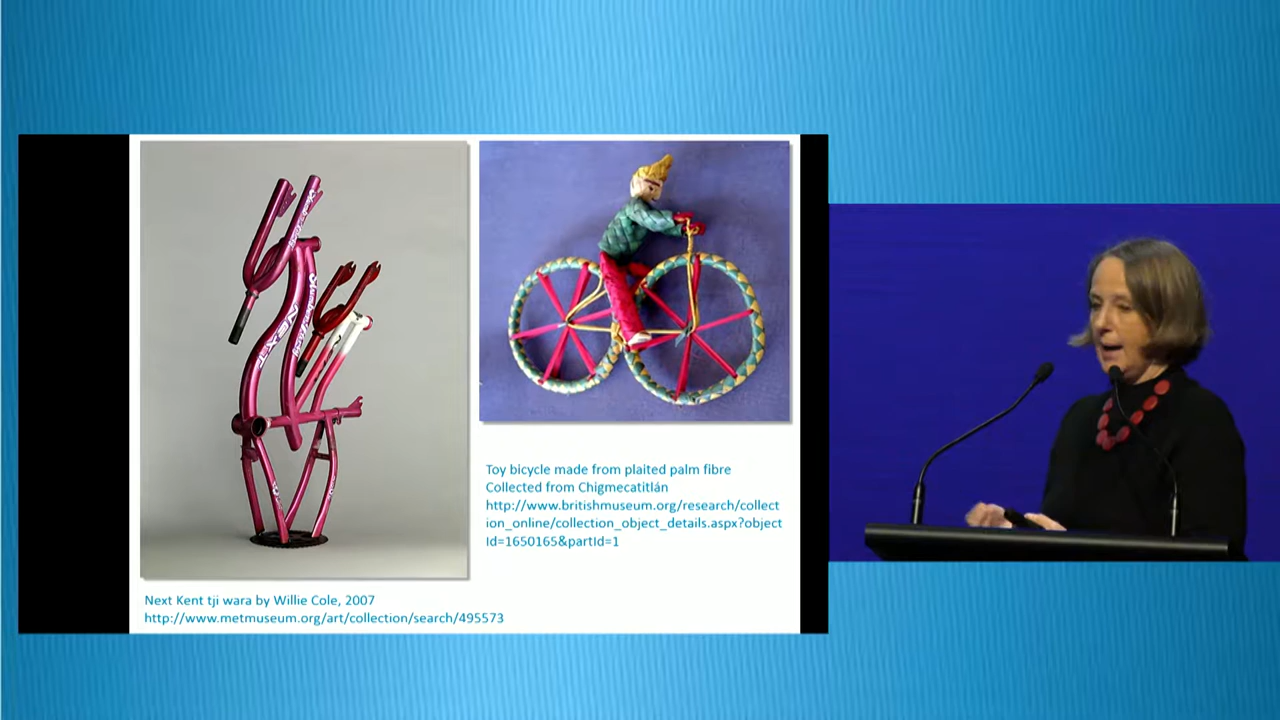 Toy bicycle made from plaited palm fibre
Collected from Chigmecatitlán
http://www.britishmuseum.org/research/collect
ion_online/collection_object_details.aspx?object
Id=1650165&partId=1
Next Kent tji wara by Willie Cole, 2007
http://www.metmuseum.org/art/collection/search/495573
NEXT